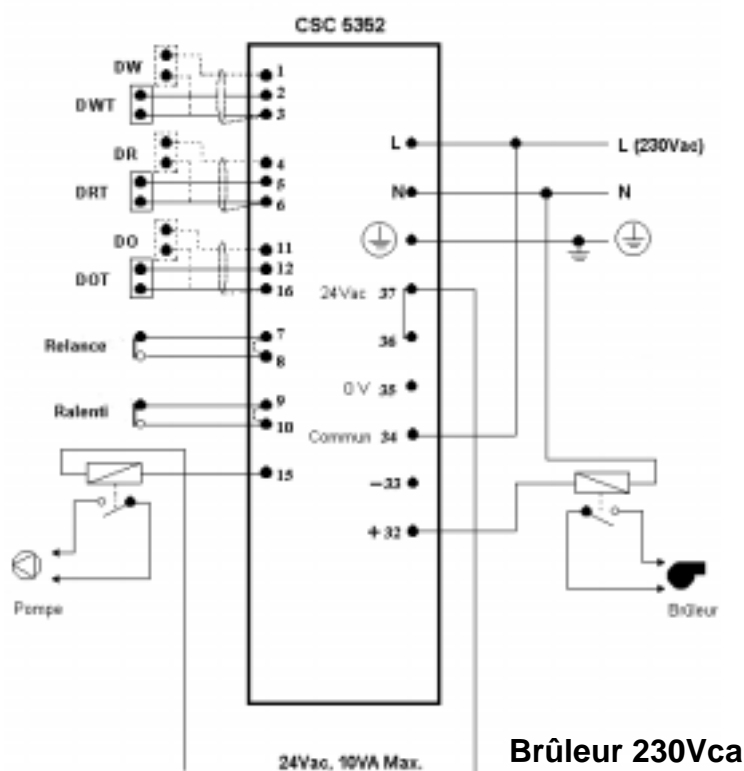 CSC 5352
DW
DWT
1
2
3
DR
DRT
4
5
6
DO
DOT
11
12
16
Relance
7
8
Ralenti
9
10
15
Pompe
L
L (230Vac)
N
N
24Vac 37
36
0V 35
Commun 34
-33
+32
Brûleur
24Vac, 10VA Max.
Brûleur 230Vca